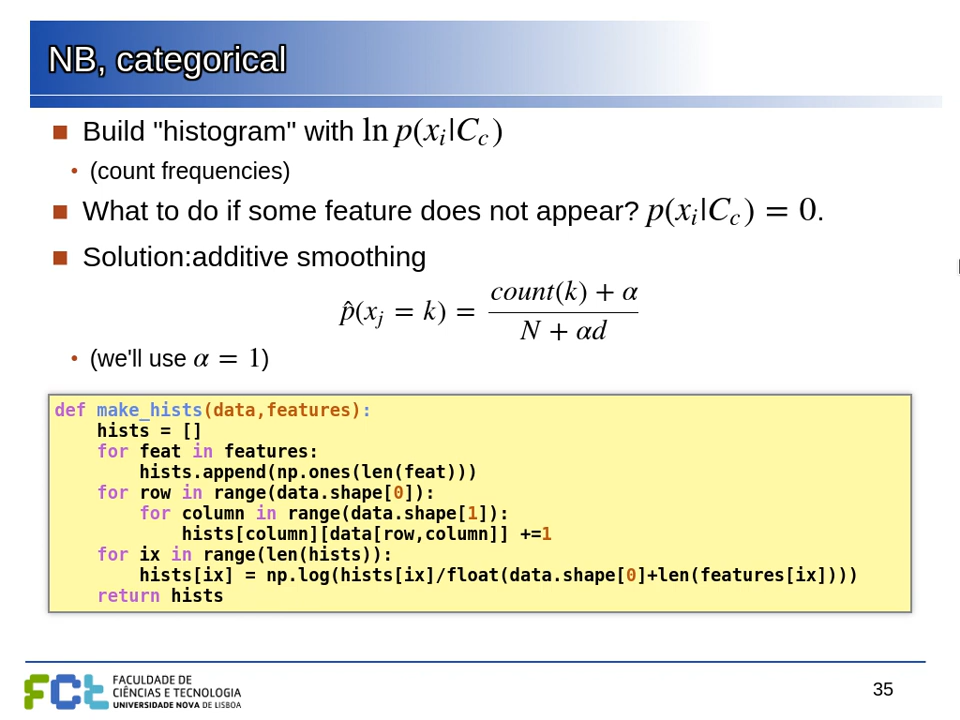 NB, categorical
Build "histogram" with ln p(x_i|C_c)
(count frequencies)
What to do if some feature does not appear? p(x_i|C_c) = 0.
Solution:additive smoothing
p̂(x_j = k) = (count(k) + α) / (N + αd)
(we'll use α = 1)
def make_hists(data,features):
    hists = []
    for feat in features:
        hists.append(np.ones(len(feat)))
    for row in range(data.shape[0]):
        for column in range(data.shape[1]):
            hists[column][data[row,column]] +=1
    for ix in range(len(hists)):
        hists[ix] = np.log(hists[ix]/float(data.shape[0]+len(features[ix])))
    return hists
FCt
FACULDADE DE
CIÊNCIAS E TECNOLOGIA
UNIVERSIDADE NOVA DE LISBOA
35